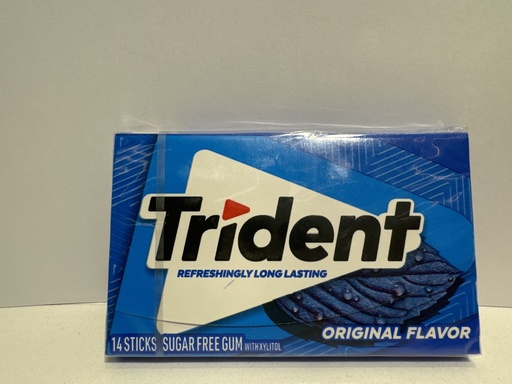 Trident
REFRESHINGLY LONG LASTING
ORIGINAL FLAVOR
14 STICKS SUGAR FREE GUM WITH XYLITOL